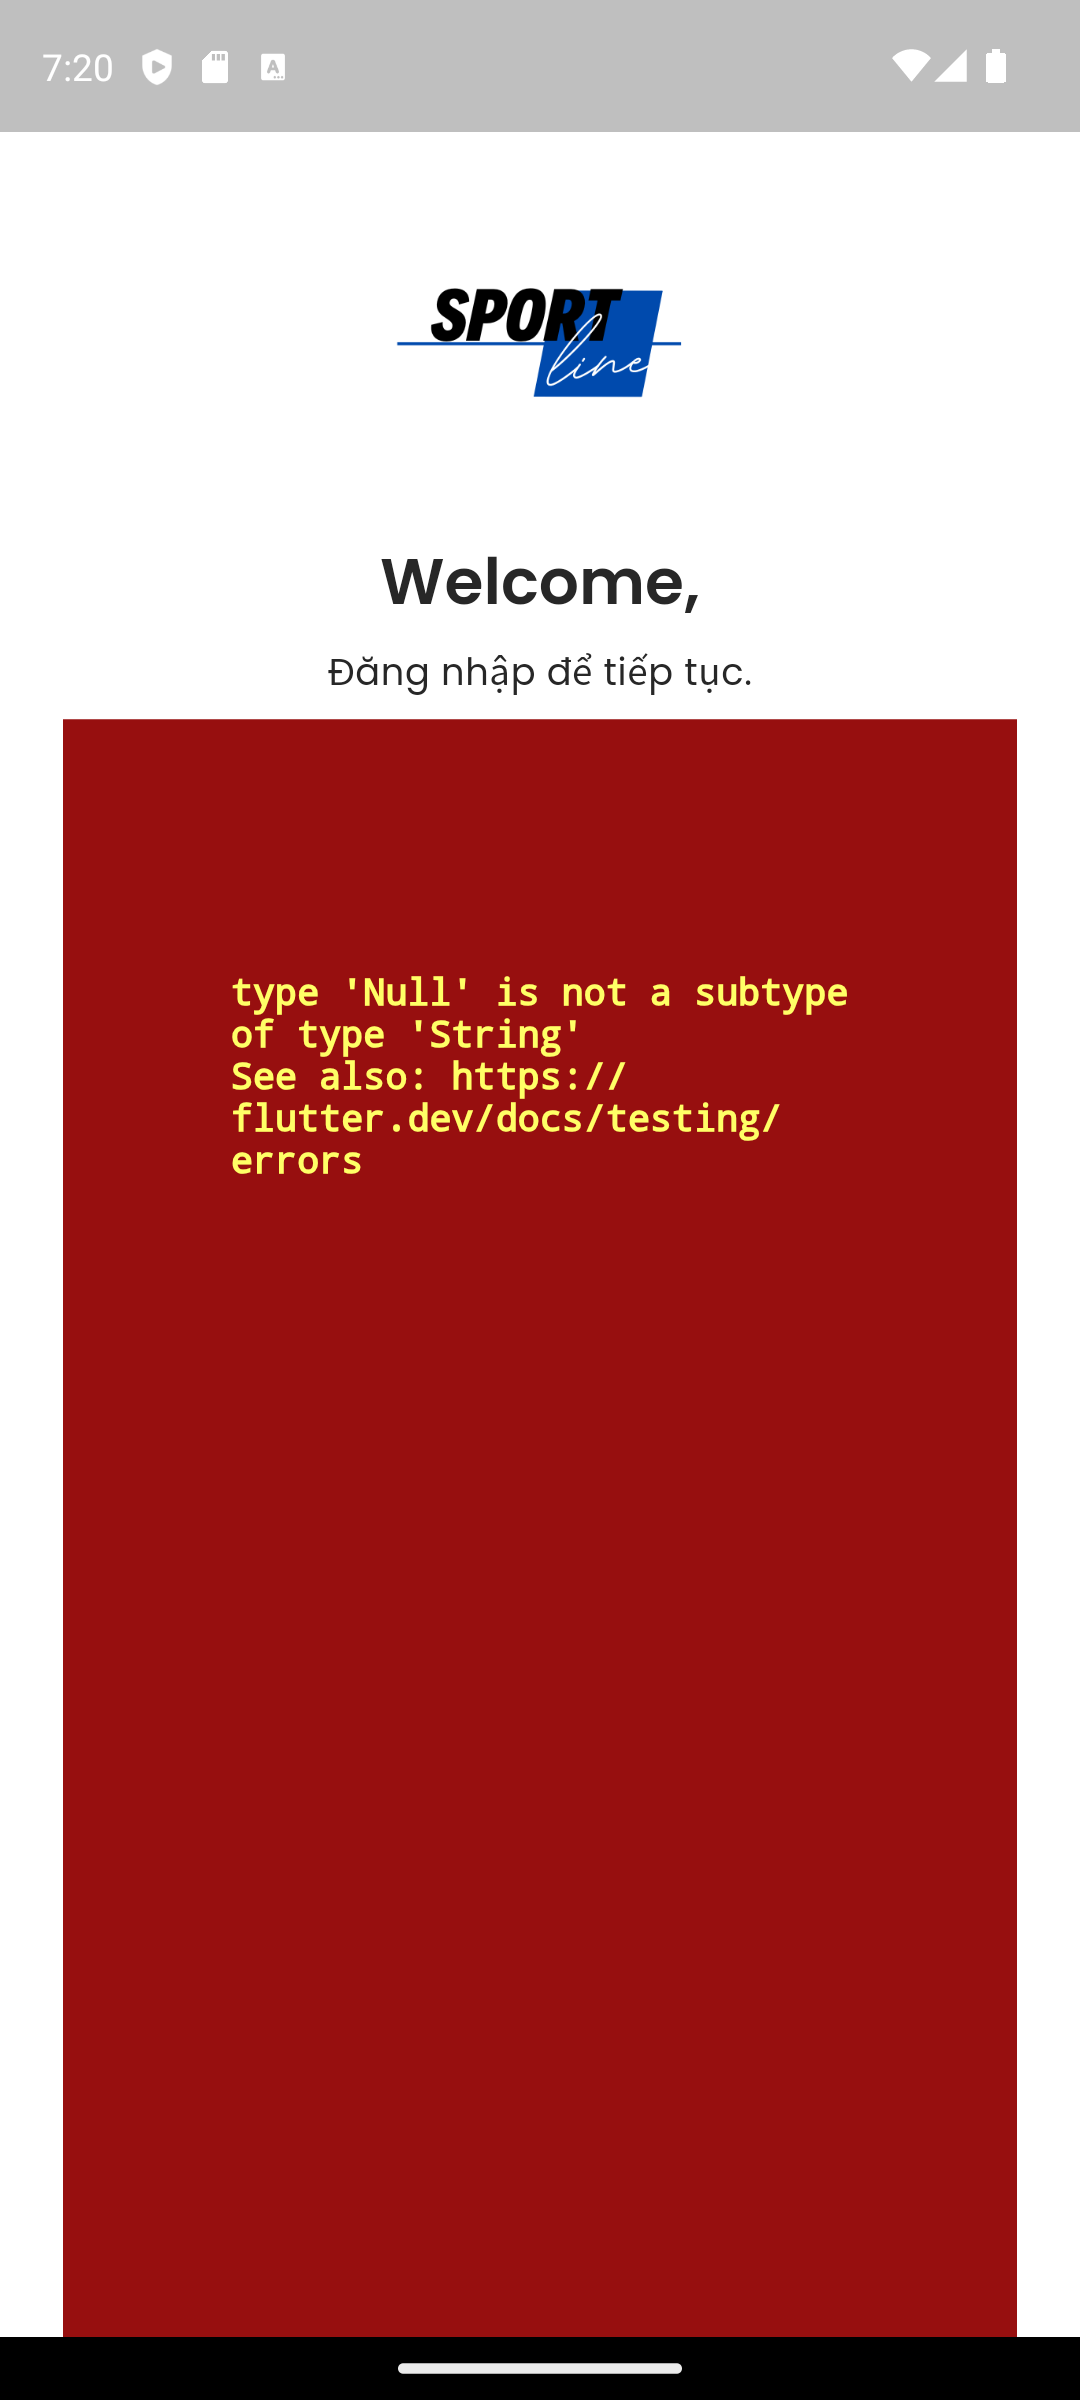 7:20
SPORT
line
Welcome,
Đăng nhập để tiếp tục.
type 'Null' is not a subtype
of type 'String'
See also: https://
flutter.dev/docs/testing/
errors